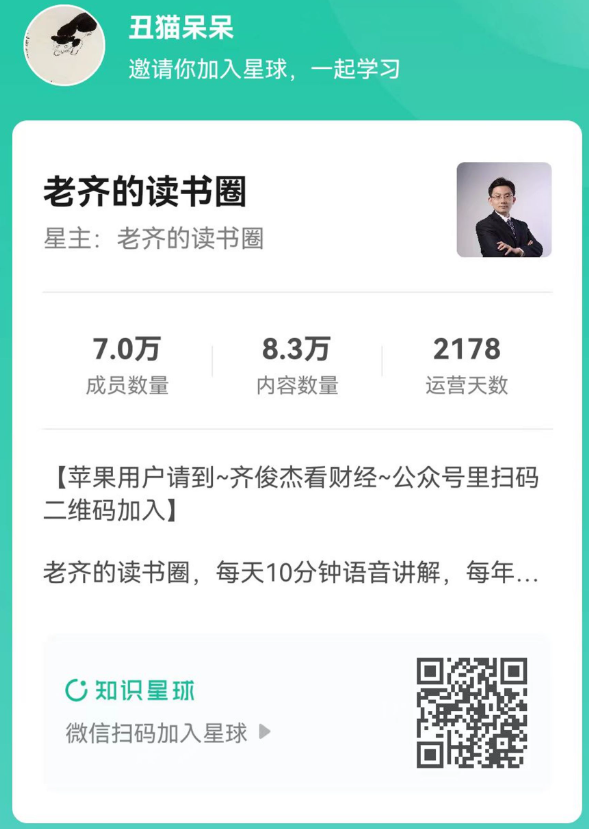 丑猫呆呆
邀请你加入星球，一起学习
老齐的读书圈
星主：老齐的读书圈
7.0万
8.3万
2178
成员数量
内容数量
运营天数
【苹果用户请到~齐俊杰看财经~公众号里扫码
二维码加入】
老齐的读书圈，每天10分钟语音讲解，每年...
知识星球
微信扫码加入星球